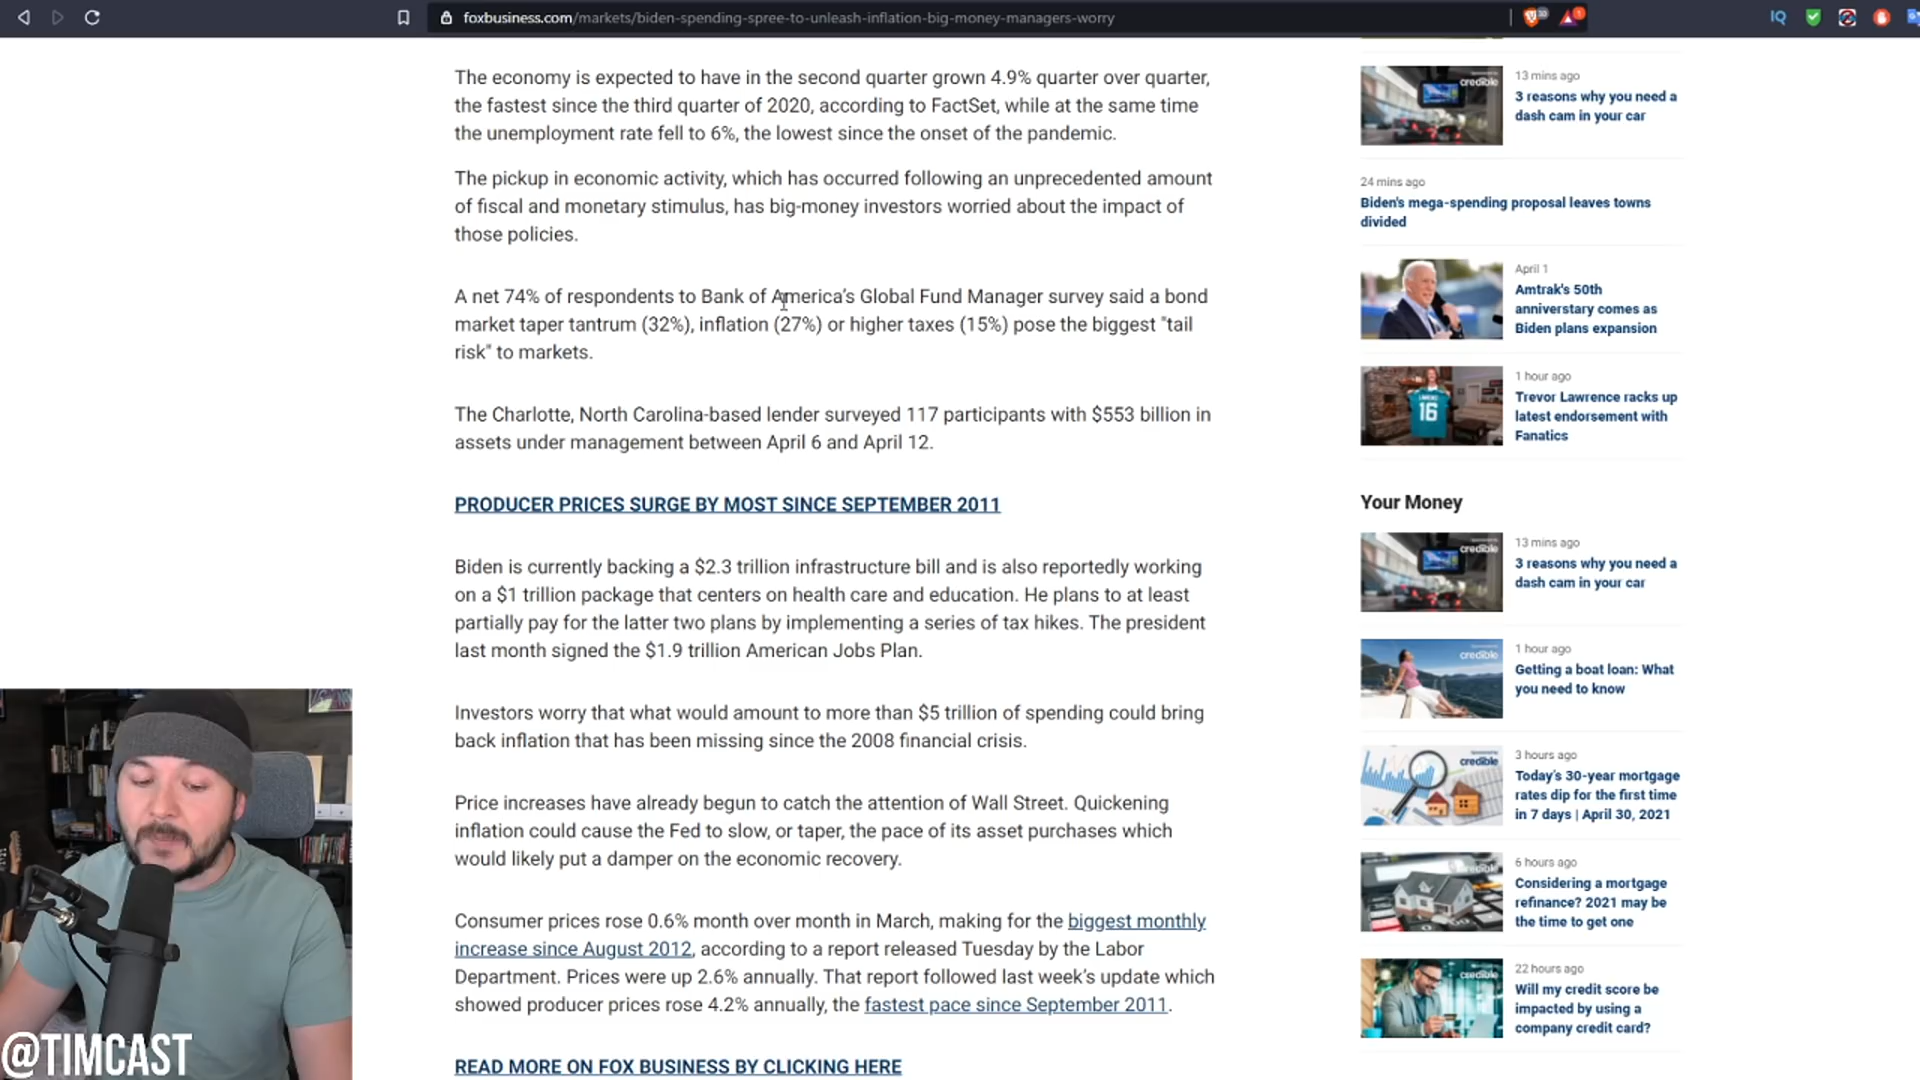 foxbusiness.com/markets/biden-spending-spree-to-unleash-inflation-big-money-managers-worry
IQ
The economy is expected to have in the second quarter grown 4.9% quarter over quarter,
the fastest since the third quarter of 2020, according to FactSet, while at the same time
the unemployment rate fell to 6%, the lowest since the onset of the pandemic.
The pickup in economic activity, which has occurred following an unprecedented amount
of fiscal and monetary stimulus, has big-money investors worried about the impact of
those policies.
A net 74% of respondents to Bank of America's Global Fund Manager survey said a bond
market taper tantrum (32%), inflation (27%) or higher taxes (15%) pose the biggest "tail
risk" to markets.
The Charlotte, North Carolina-based lender surveyed 117 participants with $553 billion in
assets under management between April 6 and April 12.
PRODUCER PRICES SURGE BY MOST SINCE SEPTEMBER 2011
Biden is currently backing a $2.3 trillion infrastructure bill and is also reportedly working
on a $1 trillion package that centers on health care and education. He plans to at least
partially pay for the latter two plans by implementing a series of tax hikes. The president
last month signed the $1.9 trillion American Jobs Plan.
Investors worry that what would amount to more than $5 trillion of spending could bring
back inflation that has been missing since the 2008 financial crisis.
Price increases have already begun to catch the attention of Wall Street. Quickening
inflation could cause the Fed to slow, or taper, the pace of its asset purchases which
would likely put a damper on the economic recovery.
Consumer prices rose 0.6% month over month in March, making for the biggest monthly
increase since August 2012, according to a report released Tuesday by the Labor
Department. Prices were up 2.6% annually. That report followed last week's update which
showed producer prices rose 4.2% annually, the fastest pace since September 2011.
READ MORE ON FOX BUSINESS BY CLICKING HERE
credible
13 mins ago
3 reasons why you need a
dash cam in your car
24 mins ago
Biden's mega-spending proposal leaves towns
divided
April 1
Amtrak's 50th
anniverstary comes as
Biden plans expansion
16
1 hour ago
Trevor Lawrence racks up
latest endorsement with
Fanatics
Your Money
credible
13 mins ago
3 reasons why you need a
dash cam in your car
credible
1 hour ago
Getting a boat loan: What
you need to know
credible
3 hours ago
Today's 30-year mortgage
rates dip for the first time
in 7 days | April 30, 2021
credible
6 hours ago
Considering a mortgage
refinance? 2021 may be
the time to get one
credible
22 hours ago
Will my credit score be
impacted by using a
company credit card?
@TIMCAST